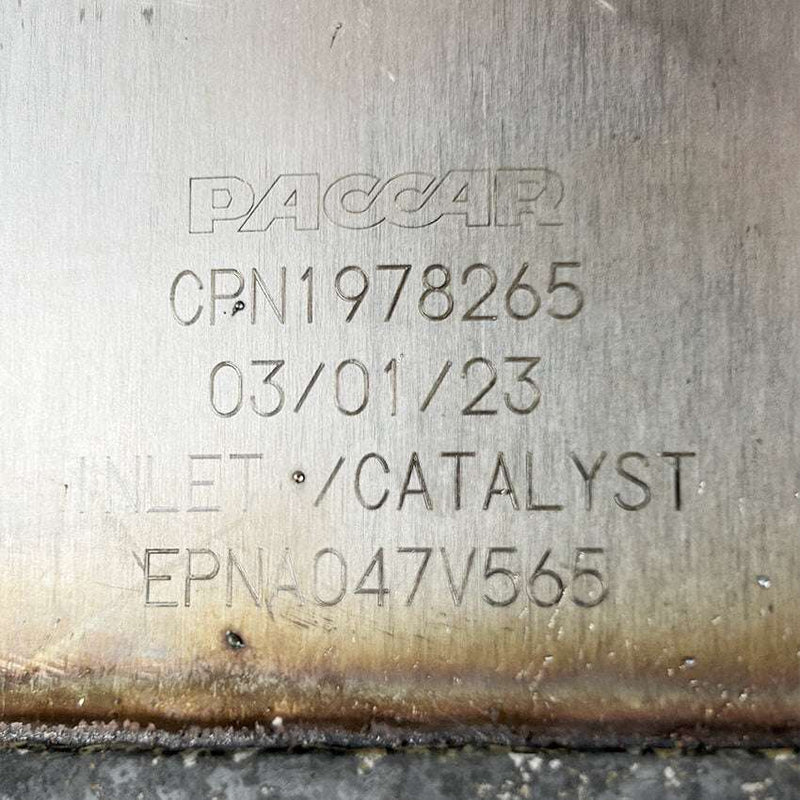 PACCAR
CPN1978265
03/01/23
INLET /CATALYST
EPNA047V565